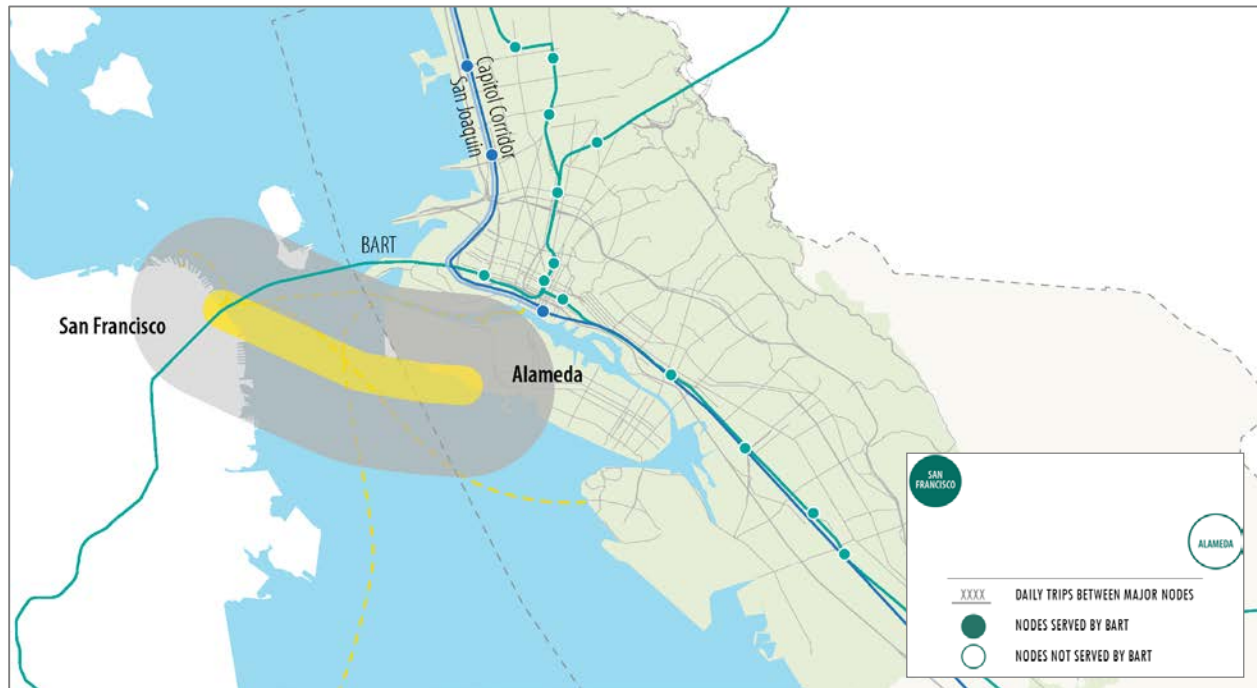 Capitol Corridor
San Joaquin
BART
San Francisco
Alameda
SAN
FRANCISCO
ALAMEDA
XXXX DAILY TRIPS BETWEEN MAJOR NODES
NODES SERVED BY BART
NODES NOT SERVED BY BART